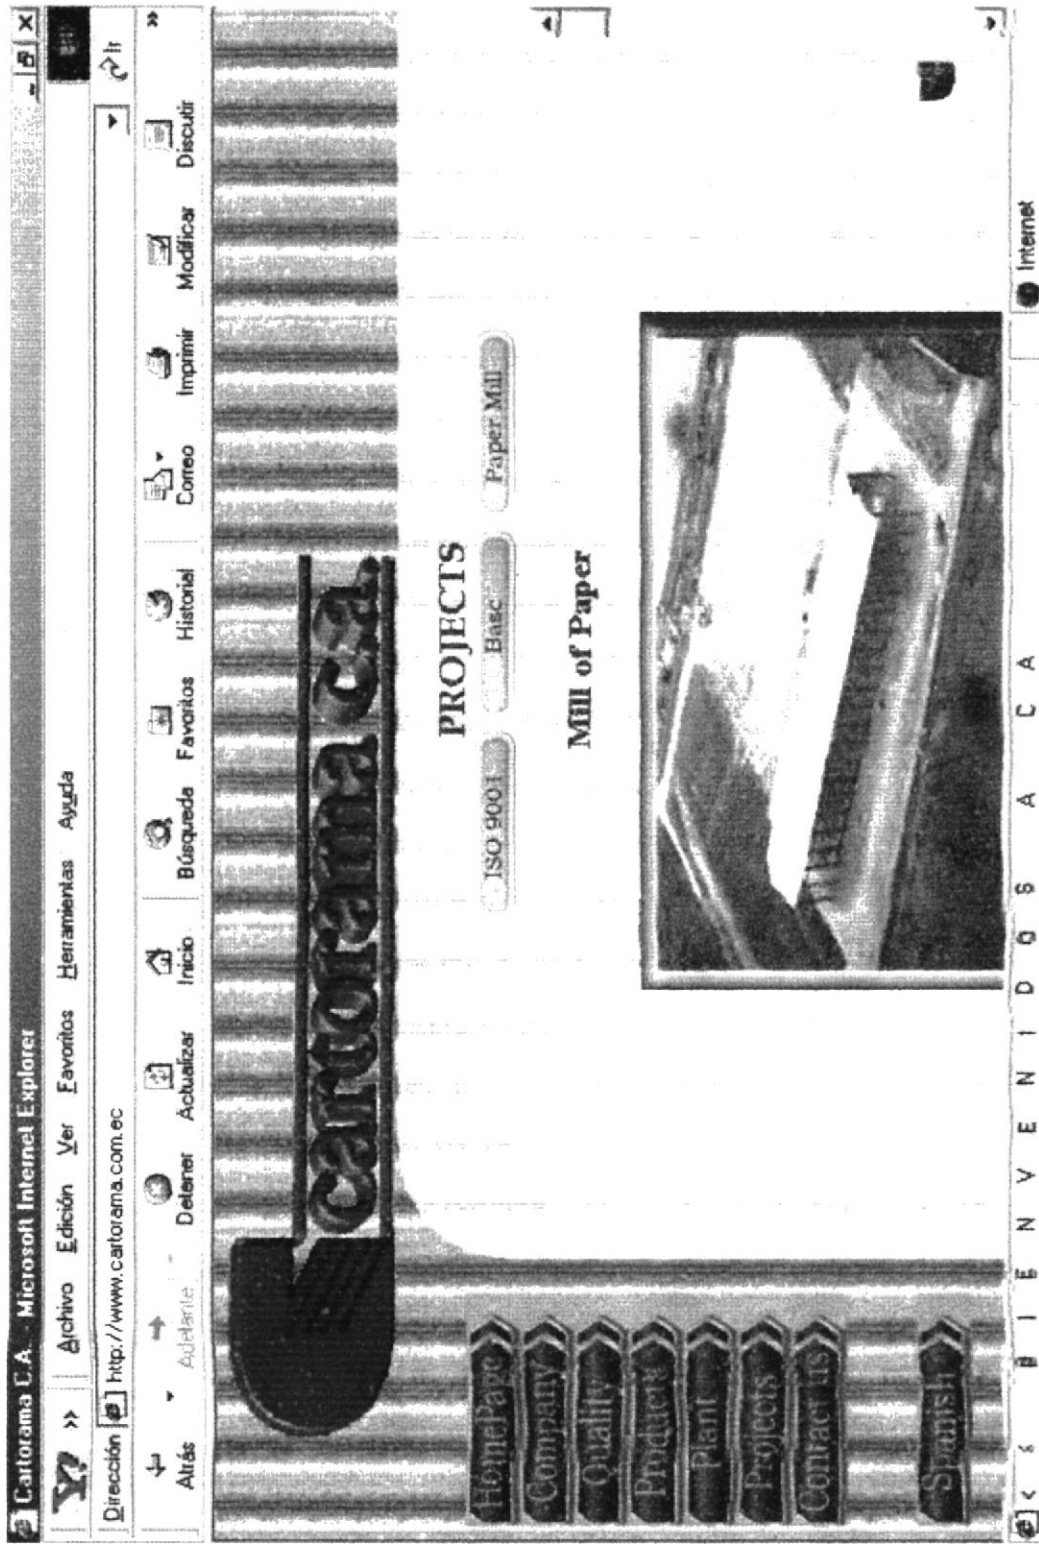 Cartorama C.A. - Microsoft Internet Explorer
Archivo Edición Ver Favoritos Herramientas Ayuda
Dirección http://www.cartorama.com.ec Ir
Atrás Adelante Detener Actualizar Inicio Búsqueda Favoritos Historial Correo Imprimir Modificar Discutir
cartorama c.a.
PROJECTS
ISO 9001 Basc Paper Mill
Mill of Paper
HomePage
Company
Quality
Products
Plant
Projects
Contact us
Spanish
< < B I E N V E N I D O S A C A Internet